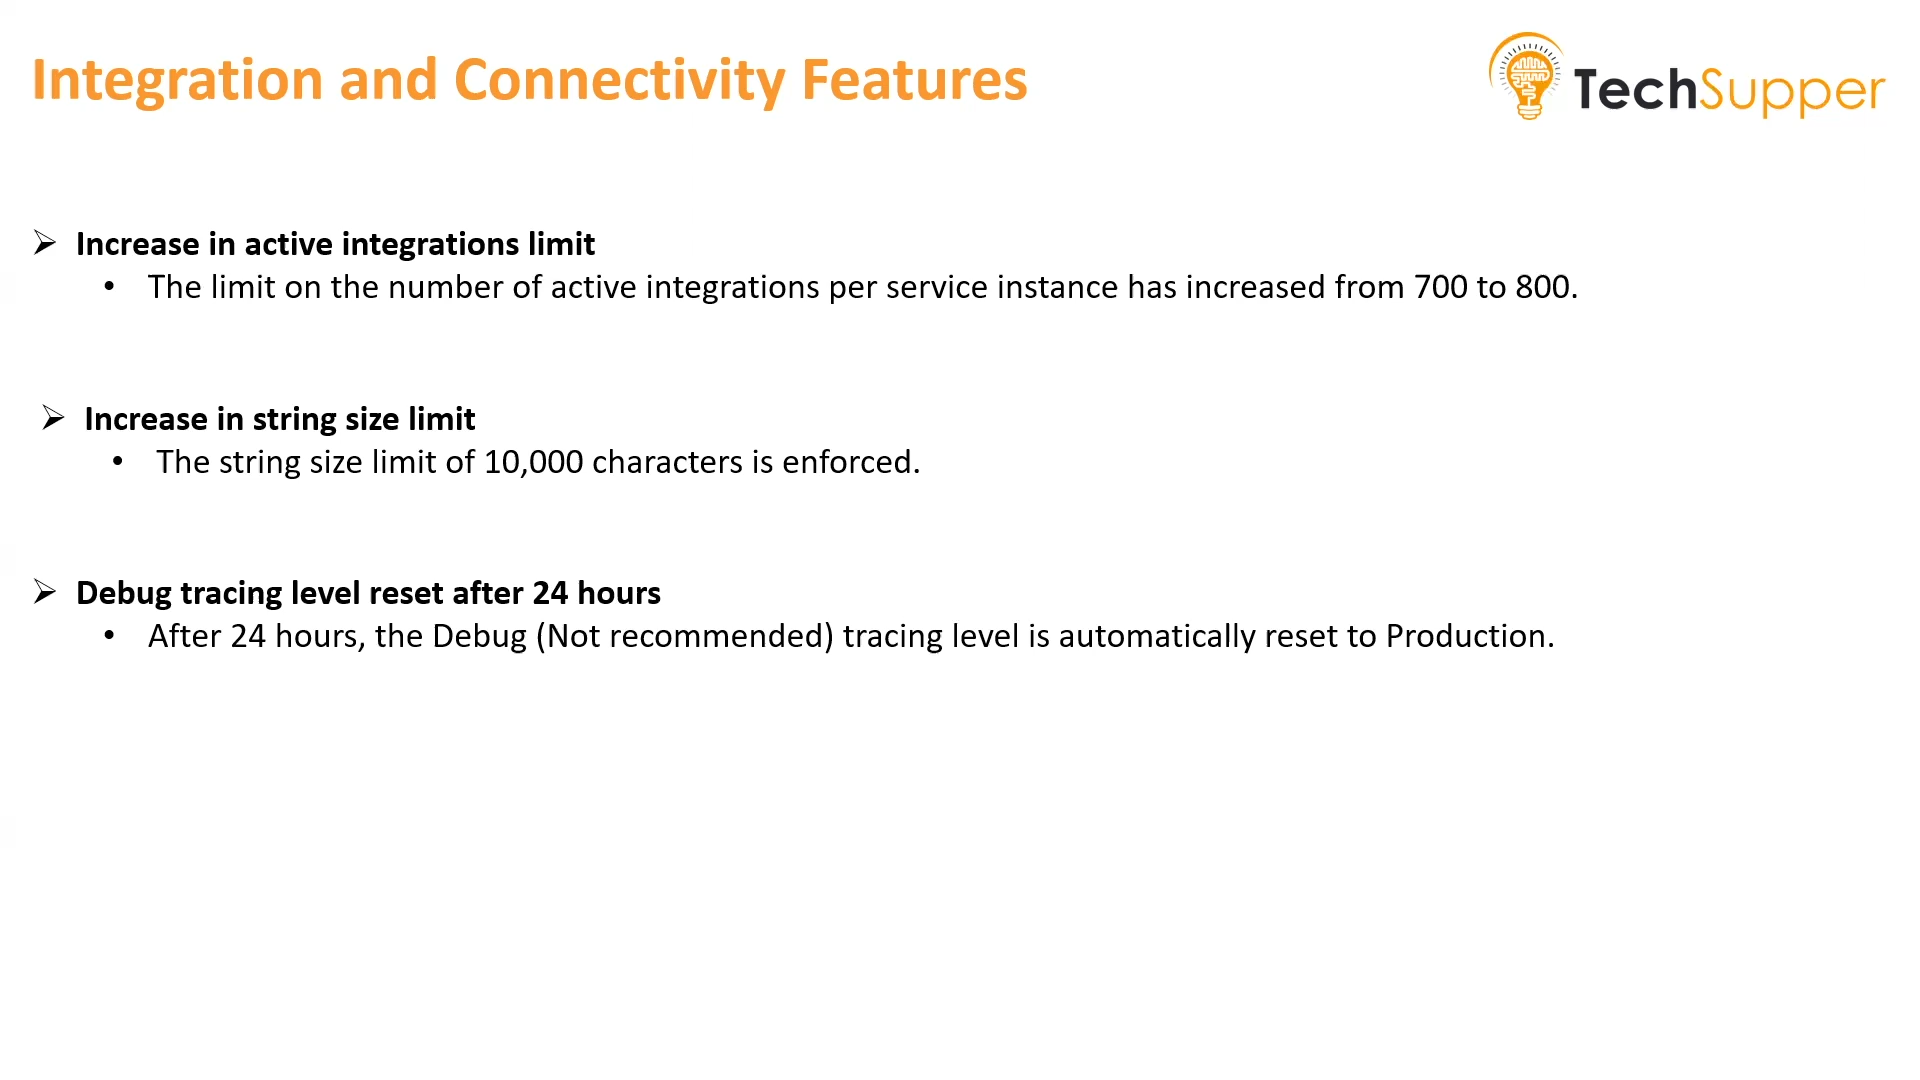 Integration and Connectivity Features
TechSupper
➢ Increase in active integrations limit
• The limit on the number of active integrations per service instance has increased from 700 to 800.
➢ Increase in string size limit
• The string size limit of 10,000 characters is enforced.
➢ Debug tracing level reset after 24 hours
• After 24 hours, the Debug (Not recommended) tracing level is automatically reset to Production.